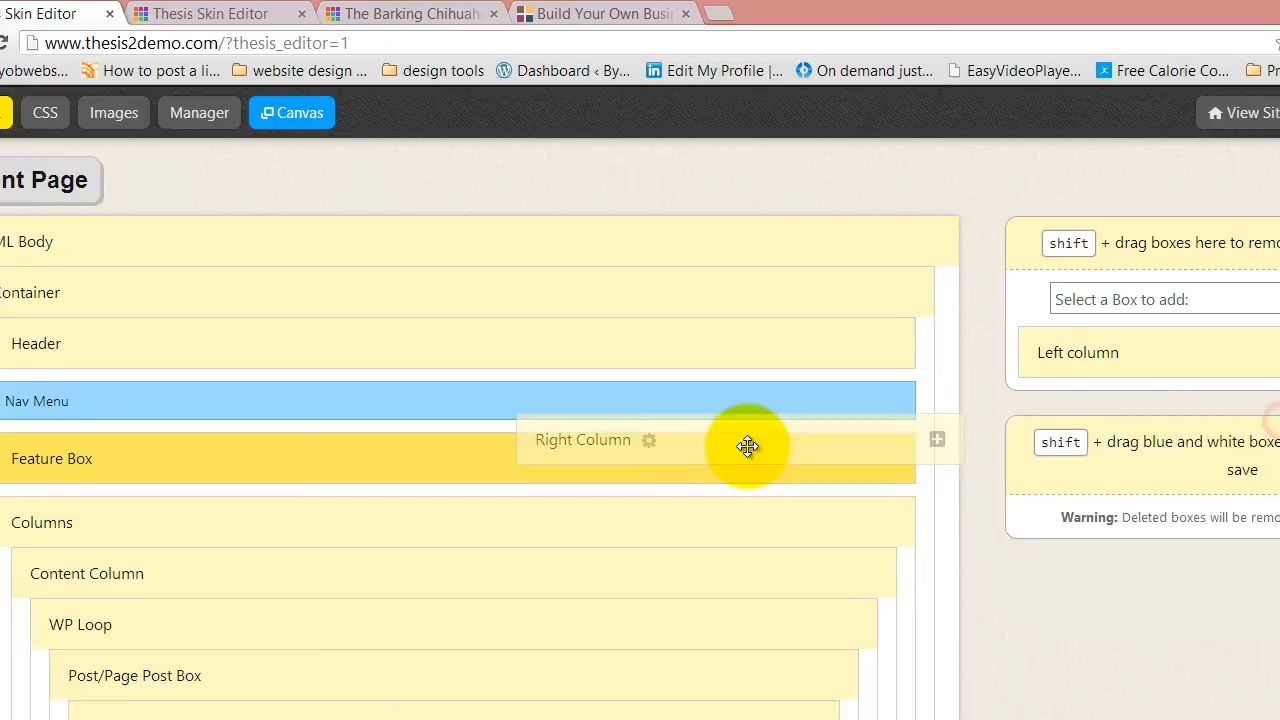 s Skin Editor
Thesis Skin Editor
The Barking Chihuah
Build Your Own Busi
www.thesis2demo.com/?thesis_editor=1
yobwebs...
How to post a li...
website design ...
design tools
Dashboard ‹ By...
Edit My Profile |...
On demand just...
EasyVideoPlaye...
Free Calorie Co...
Pr
CSS
Images
Manager
Canvas
View Sit
nt Page
ML Body
Container
Header
Nav Menu
Right Column
Feature Box
Columns
Content Column
WP Loop
Post/Page Post Box
shift + drag boxes here to remo
Select a Box to add:
Left column
shift + drag blue and white boxe
save
Warning: Deleted boxes will be remo